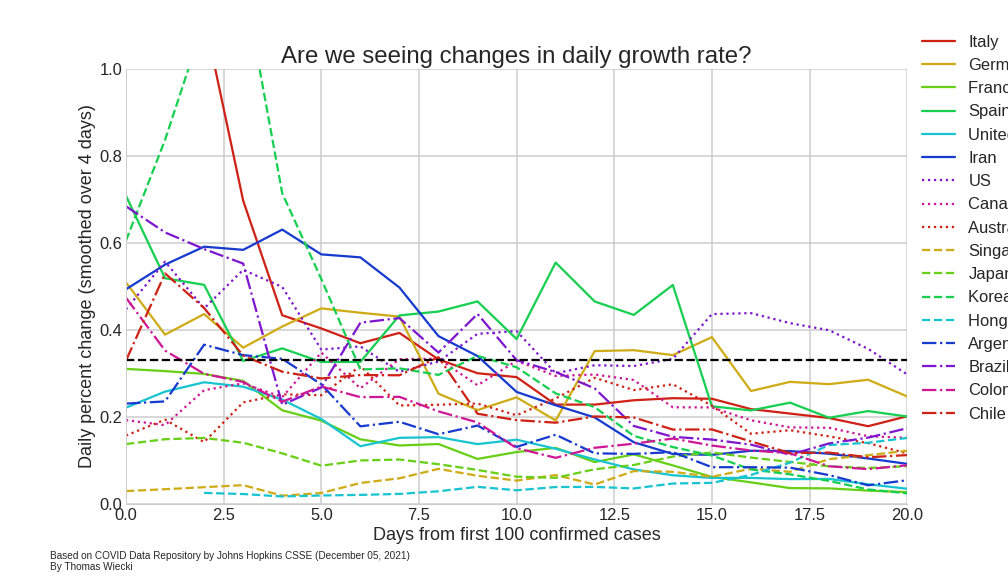 Are we seeing changes in daily growth rate?
Daily percent change (smoothed over 4 days)
1.0
0.8
0.6
0.4
0.2
0.0
0.0 2.5 5.0 7.5 10.0 12.5 15.0 17.5 20.0
Days from first 100 confirmed cases
Italy
Germ
Franc
Spain
United
Iran
US
Cana
Austra
Singa
Japan
Korea
Hong
Argen
Brazil
Colom
Chile
Based on COVID Data Repository by Johns Hopkins CSSE (December 05, 2021)
By Thomas Wiecki